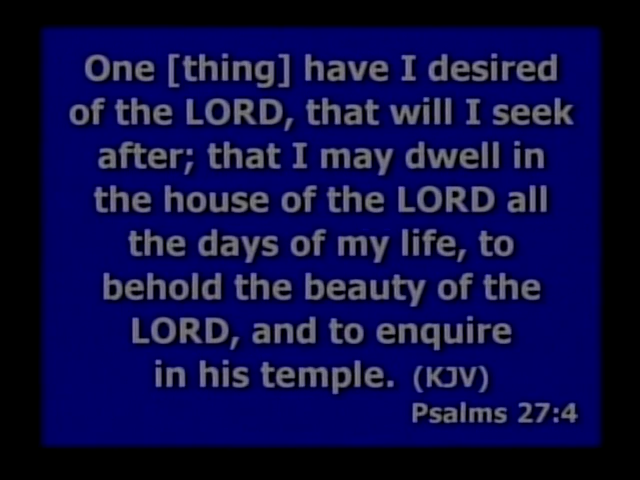 One [thing] have I desired
of the LORD, that will I seek
after; that I may dwell in
the house of the LORD all
the days of my life, to
behold the beauty of the
LORD, and to enquire
in his temple. (KJV)
Psalms 27:4